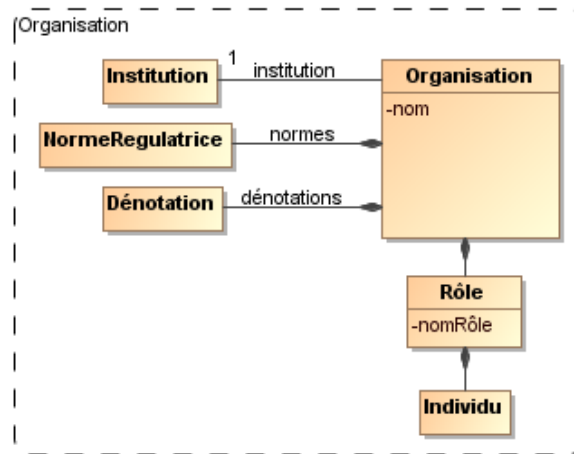 Organisation
1
Institution
institution
Organisation
-nom
NormeRegulatrice
normes
Dénotation
dénotations
Rôle
-nomRôle
Individu